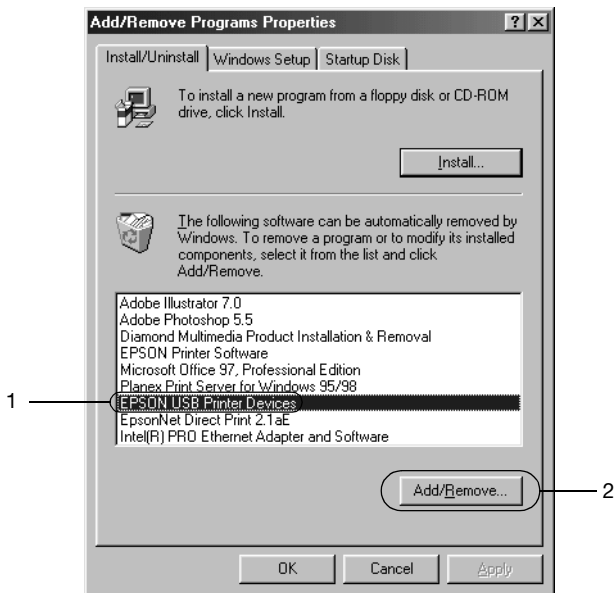 Add/Remove Programs Properties
Install/Uninstall Windows Setup Startup Disk
To install a new program from a floppy disk or CD-ROM
drive, click Install.
Install...
The following software can be automatically removed by
Windows. To remove a program or to modify its installed
components, select it from the list and click
Add/Remove.
Adobe Illustrator 7.0
Adobe Photoshop 5.5
Diamond Multimedia Product Installation & Removal
EPSON Printer Software
Microsoft Office 97, Professional Edition
Planex Print Server for Windows 95/98
1 EPSON USB Printer Devices
EpsonNet Direct Print 2.1aE
Intel(R) PRO Ethernet Adapter and Software
Add/Remove... 2
OK Cancel Apply